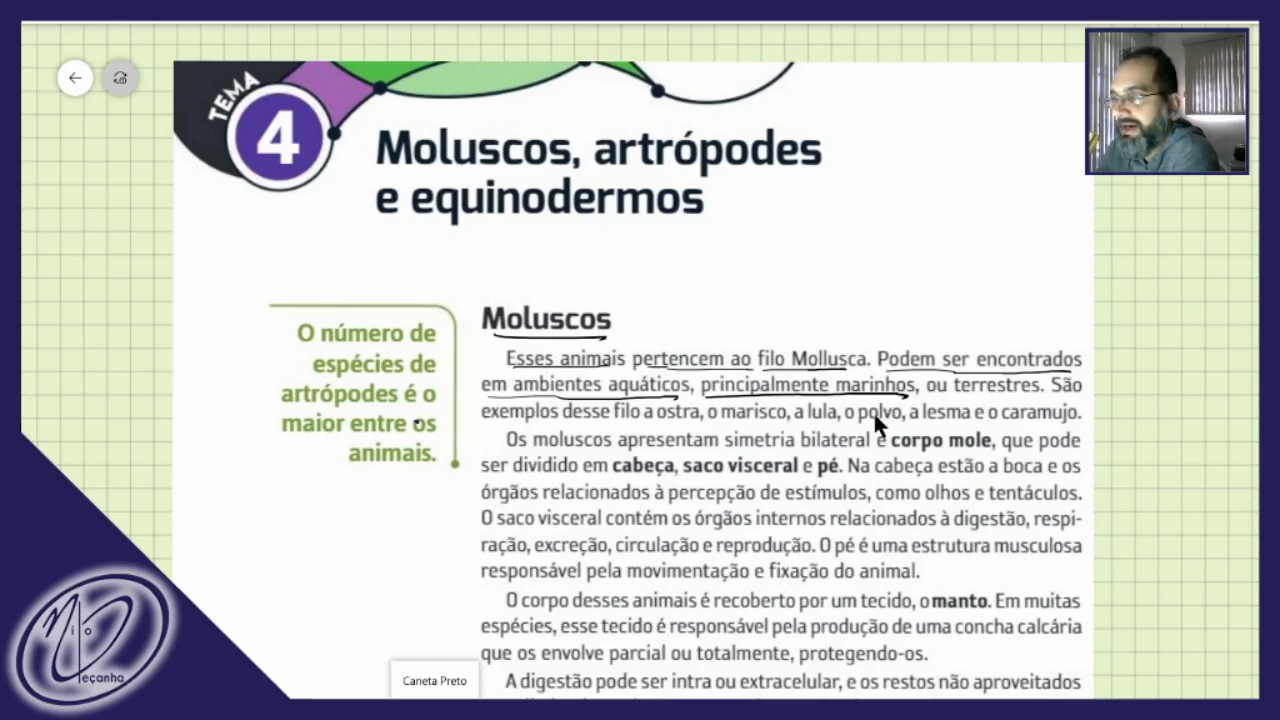 TEMA
4
Moluscos, artrópodes
e equinodermos
O número de
espécies de
artrópodes é o
maior entre os
animais.
Moluscos
Esses animais pertencem ao filo Mollusca. Podem ser encontrados
em ambientes aquáticos, principalmente marinhos, ou terrestres. São
exemplos desse filo a ostra, o marisco, a lula, o polvo, a lesma e o caramujo.
Os moluscos apresentam simetria bilateral e corpo mole, que pode
ser dividido em cabeça, saco visceral e pé. Na cabeça estão a boca e os
órgãos relacionados à percepção de estímulos, como olhos e tentáculos.
O saco visceral contém os órgãos internos relacionados à digestão, respi-
ração, excreção, circulação e reprodução. O pé é uma estrutura musculosa
responsável pela movimentação e fixação do animal.
O corpo desses animais é recoberto por um tecido, o manto. Em muitas
espécies, esse tecido é responsável pela produção de uma concha calcária
que os envolve parcial ou totalmente, protegendo-os.
A digestão pode ser intra ou extracelular, e os restos não aproveitados
Caneta Preto